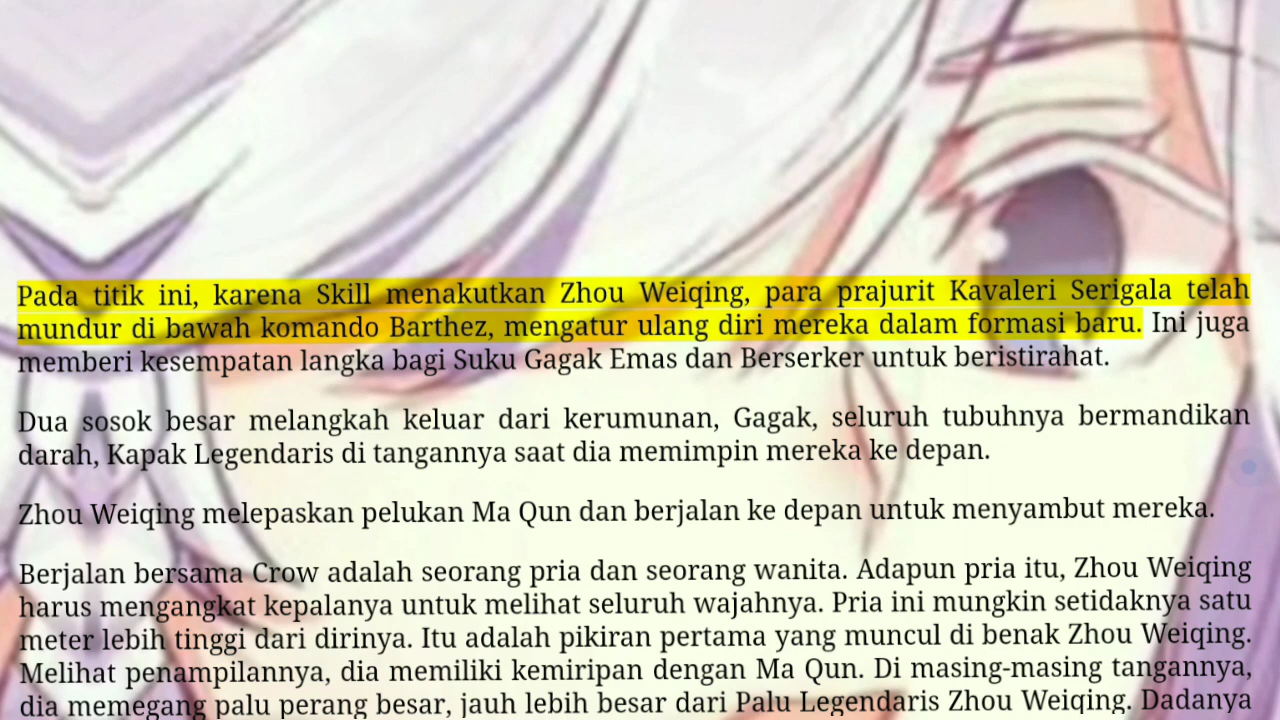 Pada titik ini, karena Skill menakutkan Zhou Weiqing, para prajurit Kavaleri Serigala telah
mundur di bawah komando Barthez, mengatur ulang diri mereka dalam formasi baru. Ini juga
memberi kesempatan langka bagi Suku Gagak Emas dan Berserker untuk beristirahat.
Dua sosok besar melangkah keluar dari kerumunan, Gagak, seluruh tubuhnya bermandikan
darah, Kapak Legendaris di tangannya saat dia memimpin mereka ke depan.
Zhou Weiqing melepaskan pelukan Ma Qun dan berjalan ke depan untuk menyambut mereka.
Berjalan bersama Crow adalah seorang pria dan seorang wanita. Adapun pria itu, Zhou Weiqing
harus mengangkat kepalanya untuk melihat seluruh wajahnya. Pria ini mungkin setidaknya satu
meter lebih tinggi dari dirinya. Itu adalah pikiran pertama yang muncul di benak Zhou Weiqing.
Melihat penampilannya, dia memiliki kemiripan dengan Ma Qun. Di masing-masing tangannya,
dia memegang palu perang besar, jauh lebih besar dari Palu Legendaris Zhou Weiqing. Dadanya